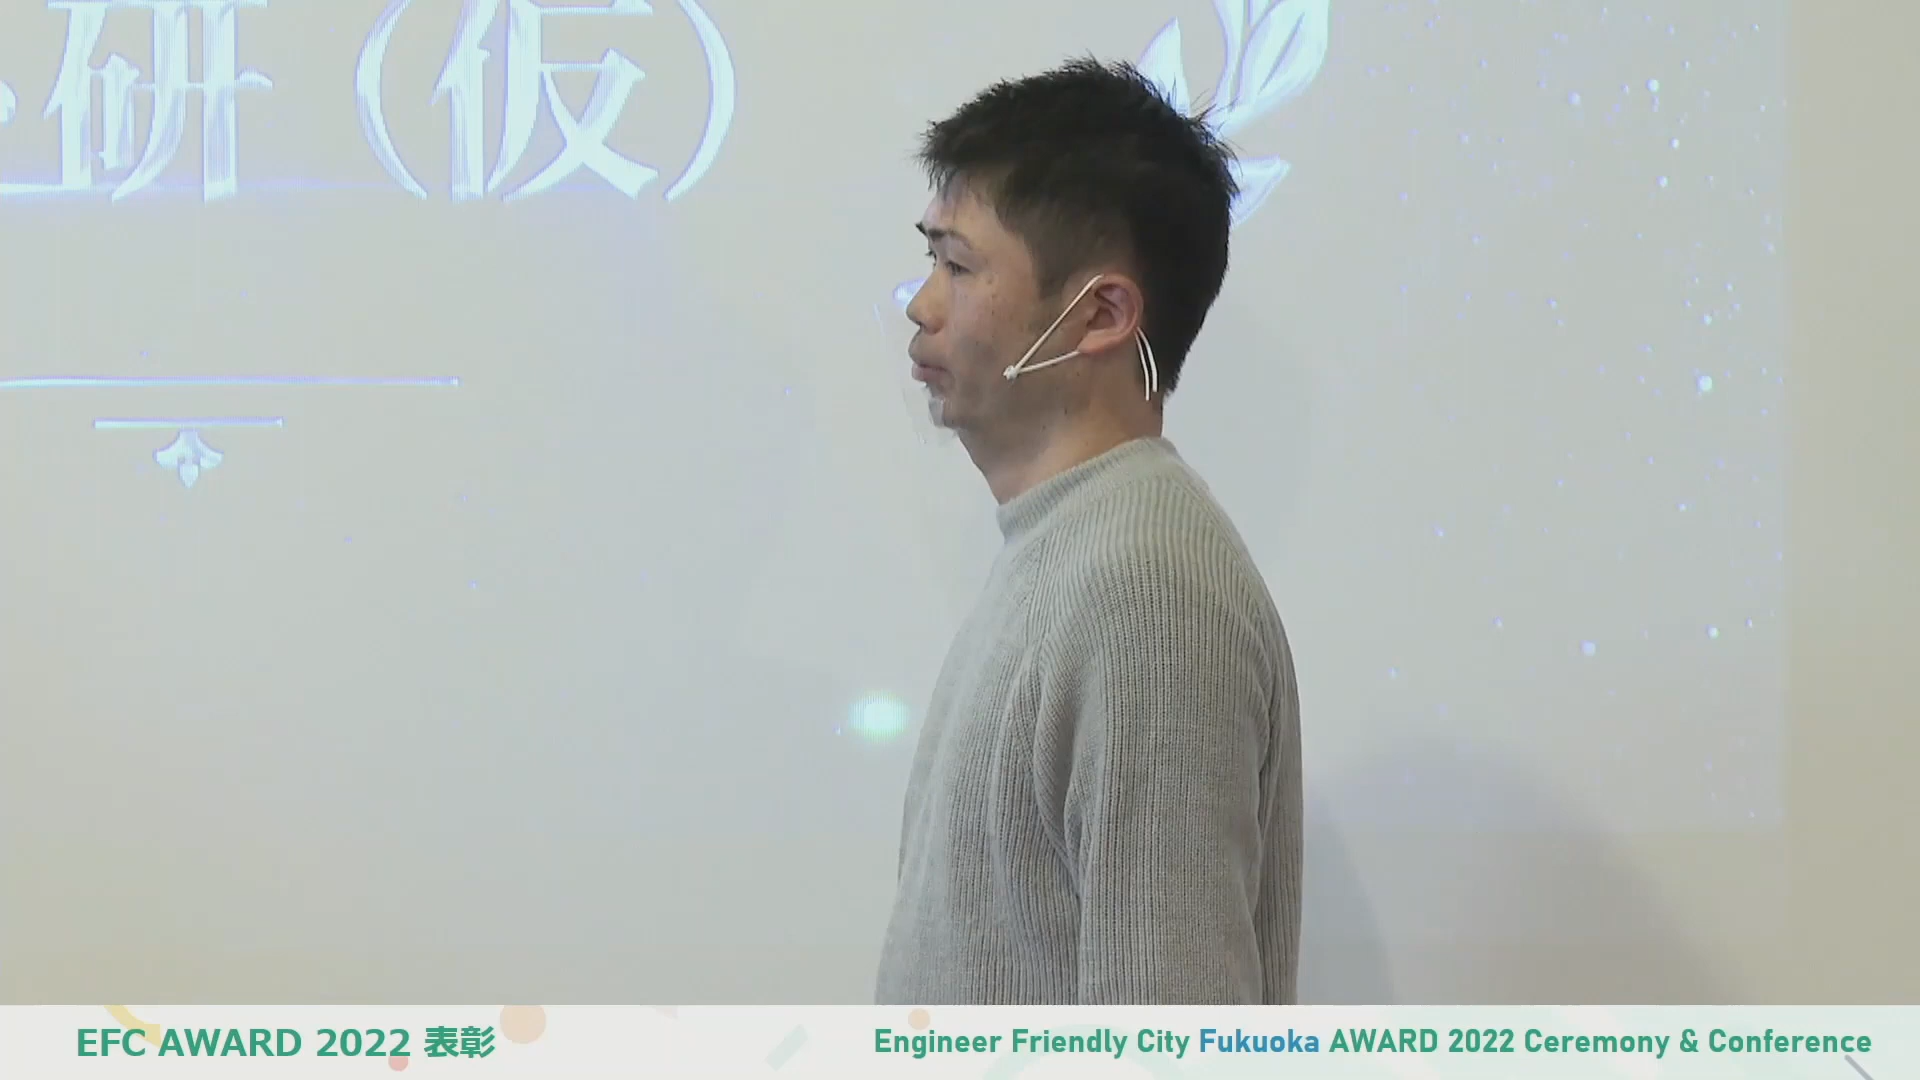 研（仮）
EFC AWARD 2022 表彰
Engineer Friendly City Fukuoka AWARD 2022 Ceremony & Conference